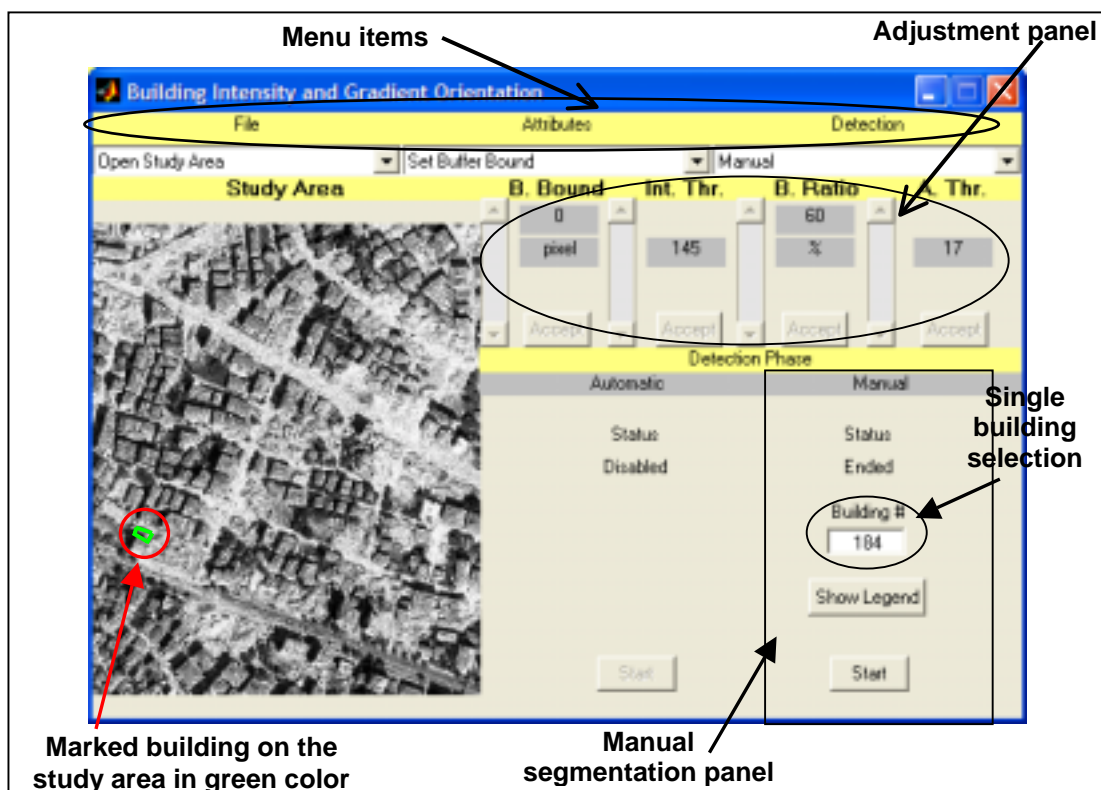 Menu items
Adjustment panel
Building Intensity and Gradient Orientation
File Attributes Detection
Open Study Area Set Buffer Bound Manual
Study Area B. Bound Int. Thr. B. Ratio A. Thr.
0 60
pixel 145 % 17
Accept Accept Accept Accept
Detection Phase
Automatic Manual
Single
building
selection
Status Status
Disabled Ended
Building #
184
Show Legend
Start Start
Marked building on the
study area in green color
Manual
segmentation panel